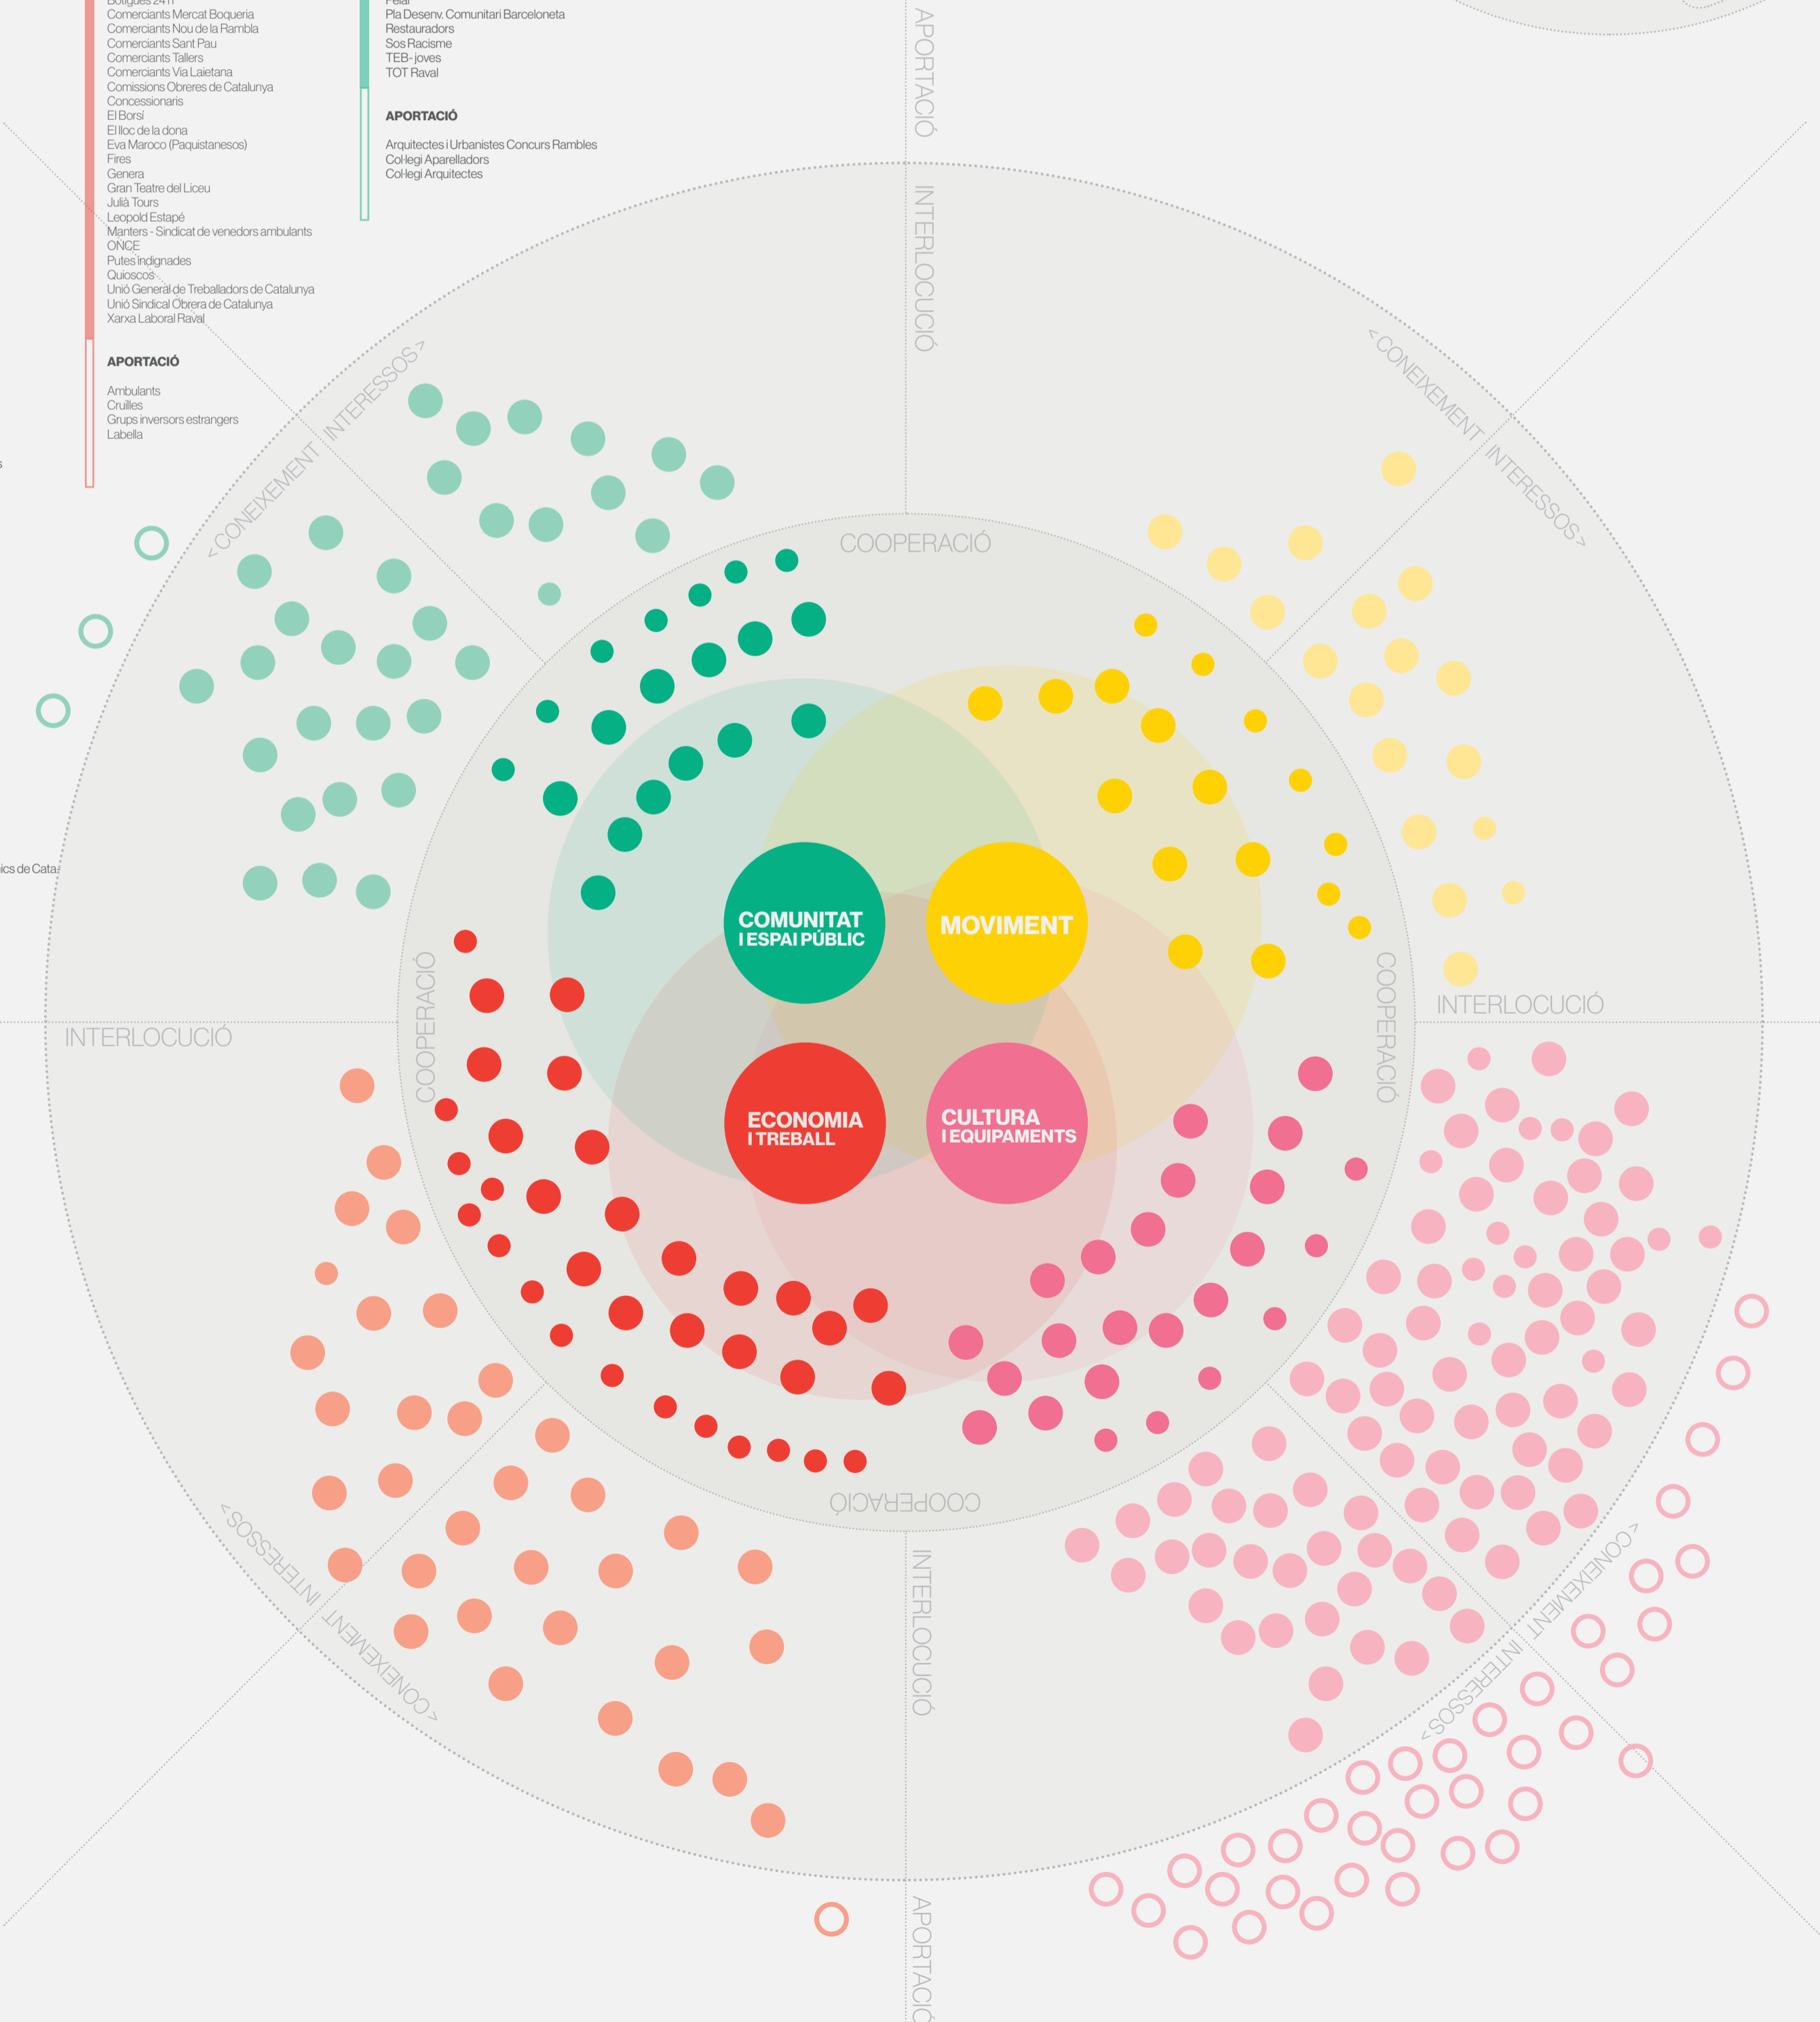 Botigues 24H
Comerciants Mercat Boqueria
Comerciants Nou de la Rambla
Comerciants Sant Pau
Comerciants Tallers
Comerciants Via Laietana
Comissions Obreres de Catalunya
Concessionaris
El Borsí
El lloc de la dona
Eva Maroco (Paquistanesos)
Fires
Genera
Gran Teatre del Liceu
Julià Tours
Leopold Estapé
Manters - Sindicat de venedors ambulants
ONCE
Putes Indignades
Quioscos
Unió General de Treballadors de Catalunya
Unió Sindical Obrera de Catalunya
Xarxa Laboral Raval
APORTACIÓ
Ambulants
Cruïlles
Grups inversors estrangers
Labella
Pelai
Pla Desenv. Comunitari Barceloneta
Restauradors
Sos Racisme
TEB- joves
TOT Raval
APORTACIÓ
Arquitectes i Urbanistes Concurs Rambles
Col·legi Aparelladors
Col·legi Arquitectes
APORTACIÓ
INTERLOCUCIÓ
<CONEIXEMENT INTERESSOS>
<CONEIXEMENT INTERESSOS>
COOPERACIÓ
ics de Cata-
COMUNITAT
I ESPAI PÚBLIC
MOVIMENT
COOPERACIÓ
COOPERACIÓ
INTERLOCUCIÓ
INTERLOCUCIÓ
ECONOMIA
I TREBALL
CULTURA
I EQUIPAMENTS
COOPERACIÓ
INTERLOCUCIÓ
<CONEXEMENT INTERESSOS>
<CONEXEMENT INTERESSOS>
APORTACIÓ